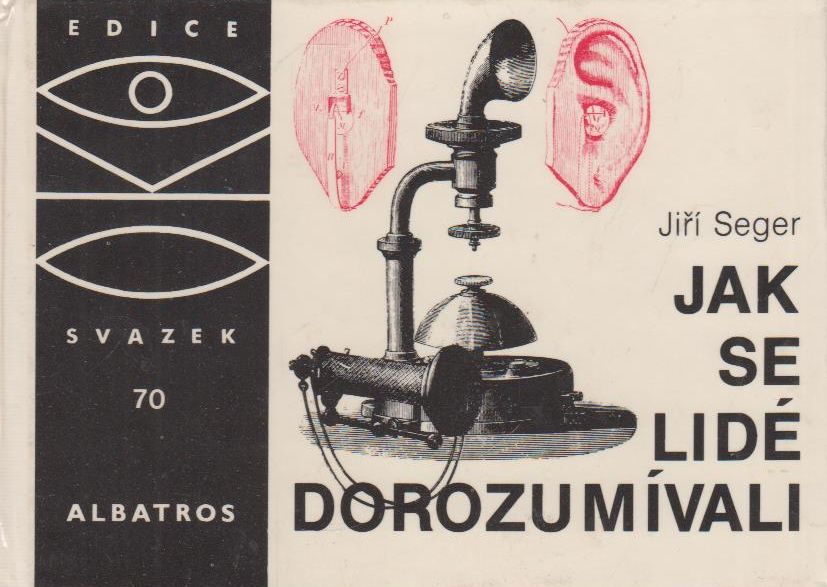 EDICE
SVAZEK
70
ALBATROS
Jiří Seger
JAK
SE
LIDÉ
DOROZUMÍVALI